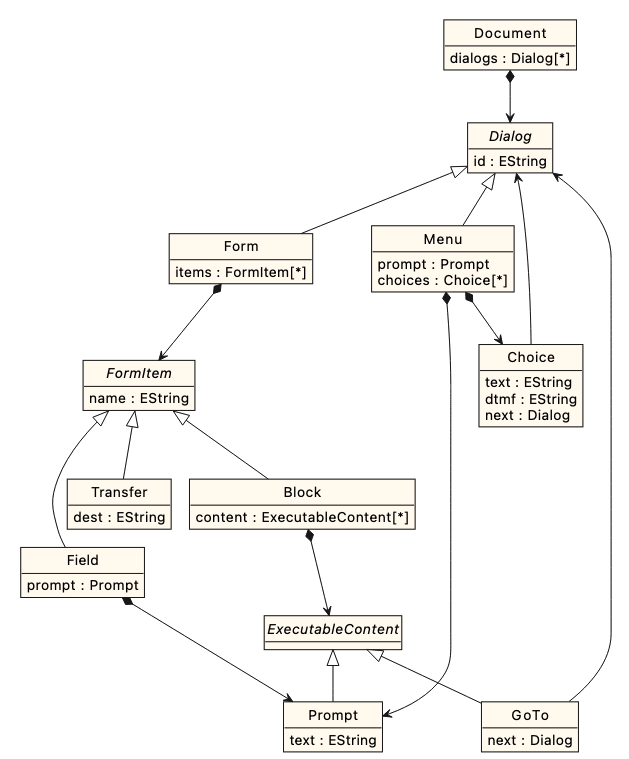 Document
dialogs : Dialog[*]
Dialog
id : EString
Form
items : FormItem[*]
Menu
prompt : Prompt
choices : Choice[*]
Choice
text : EString
dtmf : EString
next : Dialog
FormItem
name : EString
Transfer
dest : EString
Block
content : ExecutableContent[*]
Field
prompt : Prompt
ExecutableContent
Prompt
text : EString
GoTo
next : Dialog